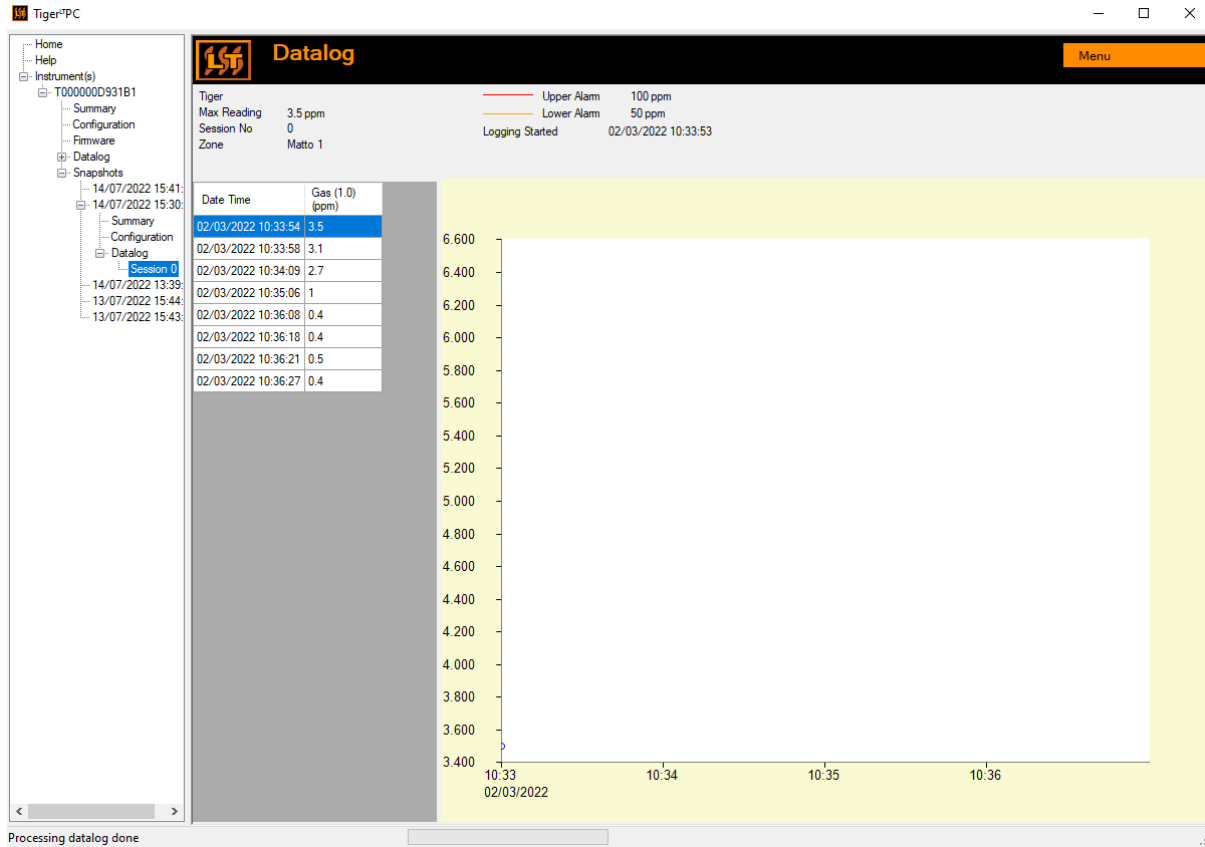 TigerLTPC
Home
Help
Instrument(s)
T000000D931B1
Summary
Configuration
Firmware
Datalog
Snapshots
14/07/2022 15:41:
14/07/2022 15:30:
Summary
Configuration
Datalog
Session 0
14/07/2022 13:39:
13/07/2022 15:44:
13/07/2022 15:43:
Datalog
Menu
Tiger
Max Reading 3.5 ppm
Session No 0
Zone Matto 1
Upper Alarm 100 ppm
Lower Alarm 50 ppm
Logging Started 02/03/2022 10:33:53
Date Time Gas (1.0) (ppm)
02/03/2022 10:33:54 3.5
02/03/2022 10:33:58 3.1
02/03/2022 10:34:09 2.7
02/03/2022 10:35:06 1
02/03/2022 10:36:08 0.4
02/03/2022 10:36:18 0.4
02/03/2022 10:36:21 0.5
02/03/2022 10:36:27 0.4
6.600
6.400
6.200
6.000
5.800
5.600
5.400
5.200
5.000
4.800
4.600
4.400
4.200
4.000
3.800
3.600
3.400
10:33 10:34 10:35 10:36
02/03/2022
Processing datalog done